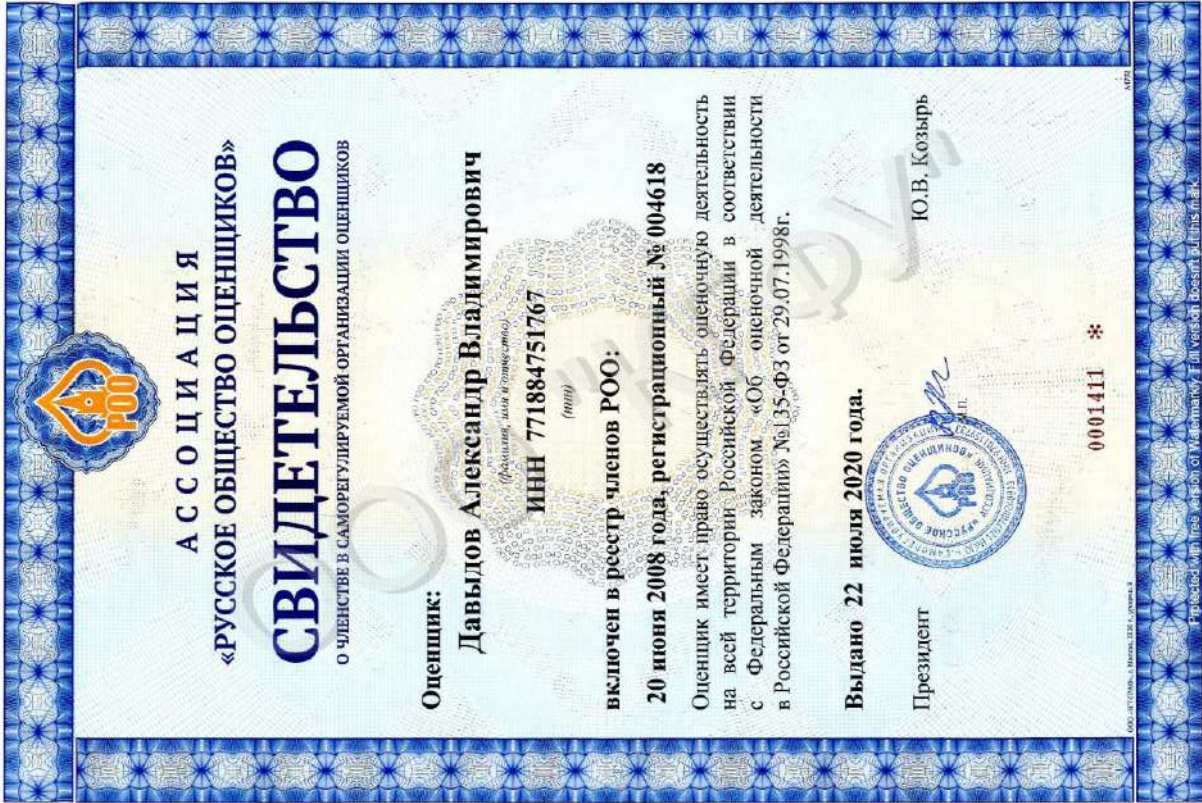 РОО
АССОЦИАЦИЯ
«РУССКОЕ ОБЩЕСТВО ОЦЕНЩИКОВ»
СВИДЕТЕЛЬСТВО
О ЧЛЕНСТВЕ В САМОРЕГУЛИРУЕМОЙ ОРГАНИЗАЦИИ ОЦЕНЩИКОВ
Оценщик:
Давыдов Александр Владимирович
(фамилия, имя и отчество)
ИНН 771884751767
(инн)
включен в реестр членов РОО:
20 июня 2008 года, регистрационный № 004618
Оценщик имеет право осуществлять оценочную деятельность
на всей территории Российской Федерации в соответствии
с Федеральным законом «Об оценочной деятельности
в Российской Федерации» №135-ФЗ от 29.07.1998г.
Выдано 22 июля 2020 года.
Президент
Ю.В. Козырь
0001411 *